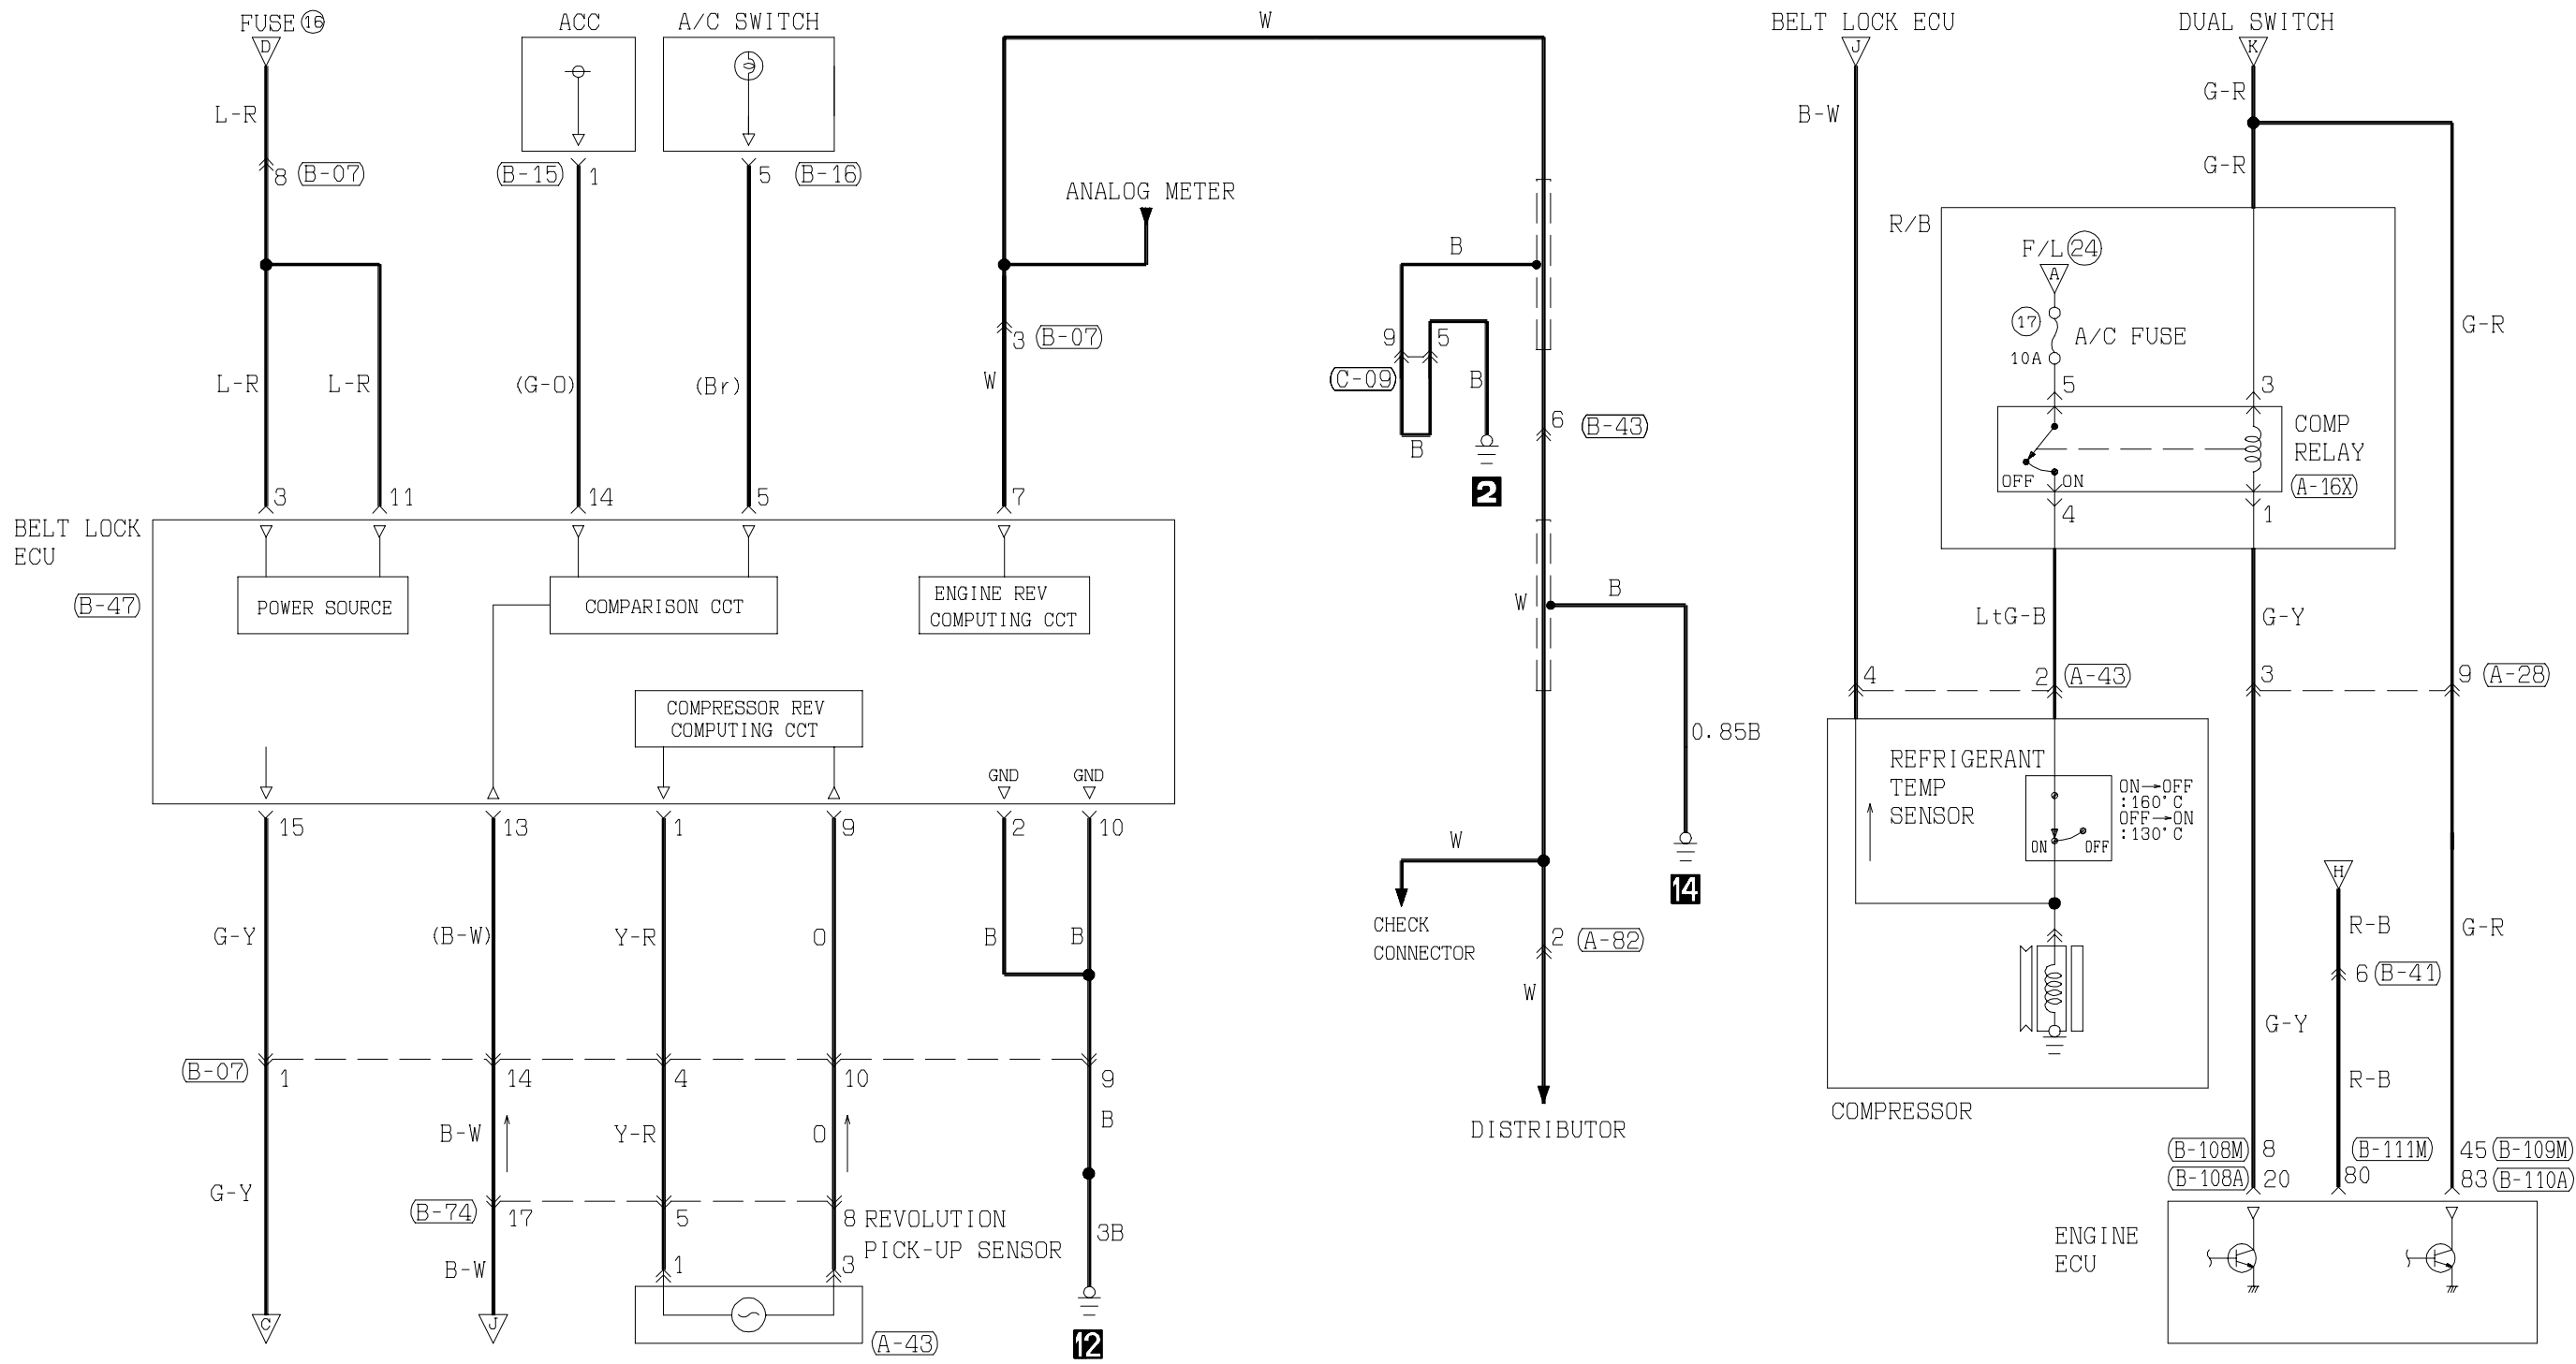 FUSE 16
D
L-R
8 (B-07)
L-R
L-R
3
11
ACC
(B-15) 1
(G-O)
14
A/C SWITCH
5 (B-16)
(Br)
5
W
ANALOG METER
3 (B-07)
W
7
BELT LOCK
ECU
(B-47)
POWER SOURCE
COMPARISON CCT
ENGINE REV
COMPUTING CCT
COMPRESSOR REV
COMPUTING CCT
GND
GND
15
13
1
9
2
10
G-Y
(B-W)
Y-R
O
B
B
(B-07) 1
14
4
10
9
B-W
Y-R
O
B
G-Y
(B-74) 17
5
8 REVOLUTION
PICK-UP SENSOR
B-W
1
3
3B
C
J
(A-43)
12
B
9
5
(C-09)
B
B
2
6 (B-43)
W
B
0.85B
14
W
CHECK
CONNECTOR
2 (A-82)
W
DISTRIBUTOR
BELT LOCK ECU
J
B-W
DUAL SWITCH
K
G-R
G-R
G-R
R/B
F/L 24
A
17
A/C FUSE
10A
5
3
COMP
RELAY
(A-16X)
OFF
ON
4
1
LtG-B
G-Y
4
2 (A-43)
3
9 (A-28)
REFRIGERANT
TEMP
SENSOR
ON→OFF
:160°C
OFF→ON
:130°C
ON
OFF
COMPRESSOR
H
R-B
6 (B-41)
R-B
G-R
G-Y
(B-108M) 8
(B-108A) 20
(B-111M)
80
45 (B-109M)
83 (B-110A)
ENGINE
ECU